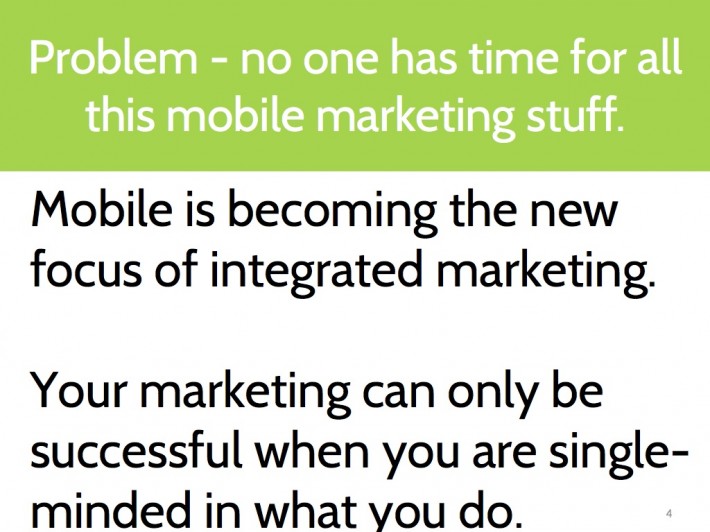 Problem - no one has time for all
this mobile marketing stuff.
Mobile is becoming the new
focus of integrated marketing.
Your marketing can only be
successful when you are single-
minded in what you do.
4